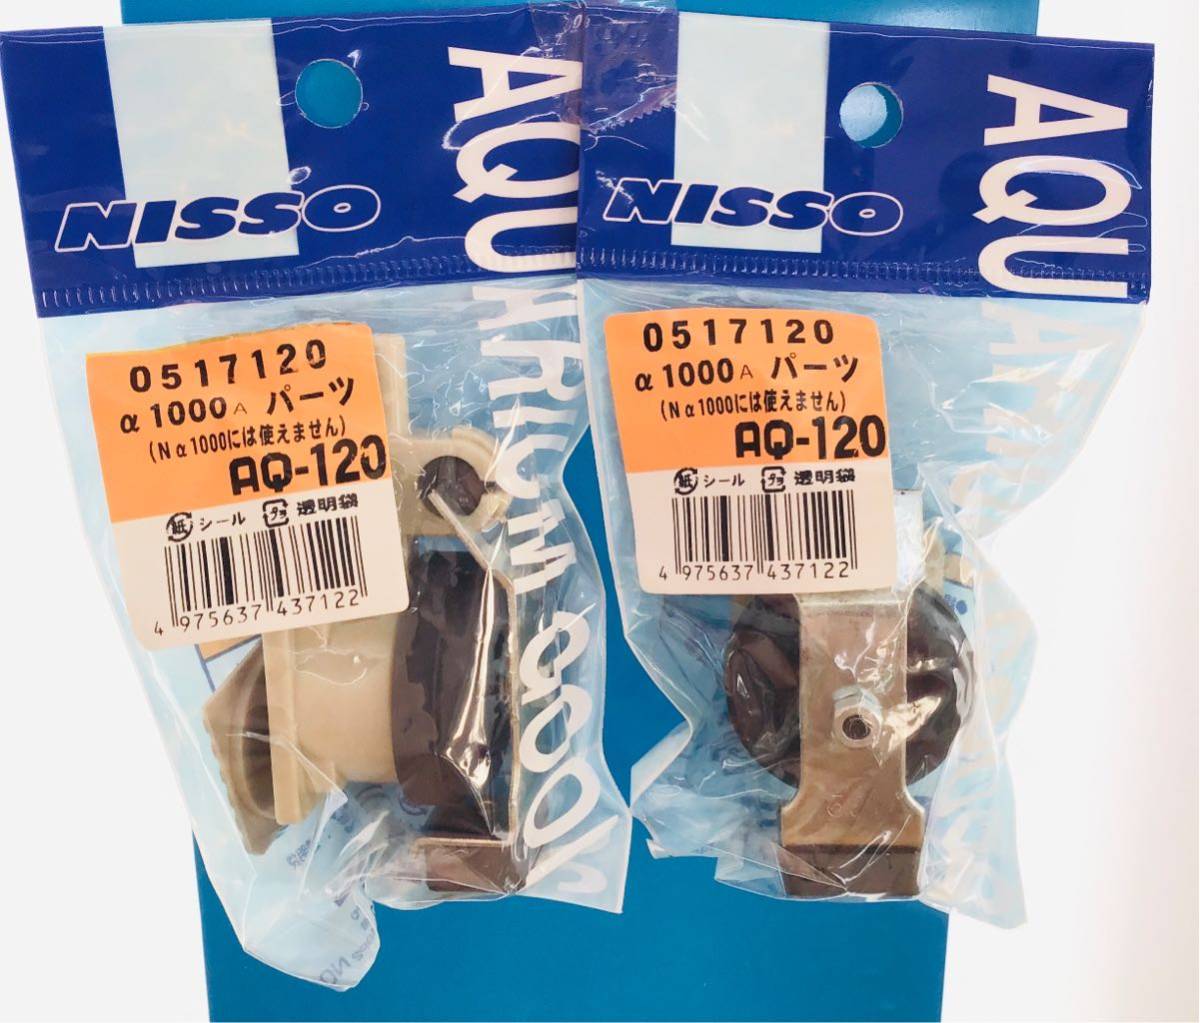 NISSO
AQUARIUM GOODS
0517120
α1000A パーツ
(Nα1000には使えません)
AQ-120
紙 シール プラ 透明袋
4 975637 437122
NISSO
AQUARIUM
0517120
α1000A パーツ
(Nα1000には使えません)
AQ-120
紙 シール プラ 透明袋
4 975637 437122